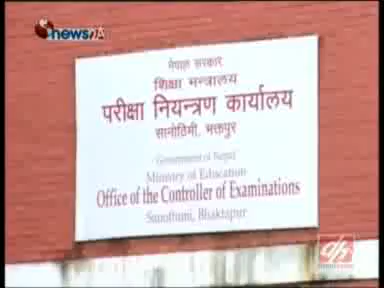 news24
नेपाल सरकार
शिक्षा मन्त्रालय
परीक्षा नियन्त्रण कार्यालय
सानोठिमी, भक्तपुर
Government of Nepal
Ministry of Education
Office of the Controller of Examinations
Sanothimi, Bhaktapur